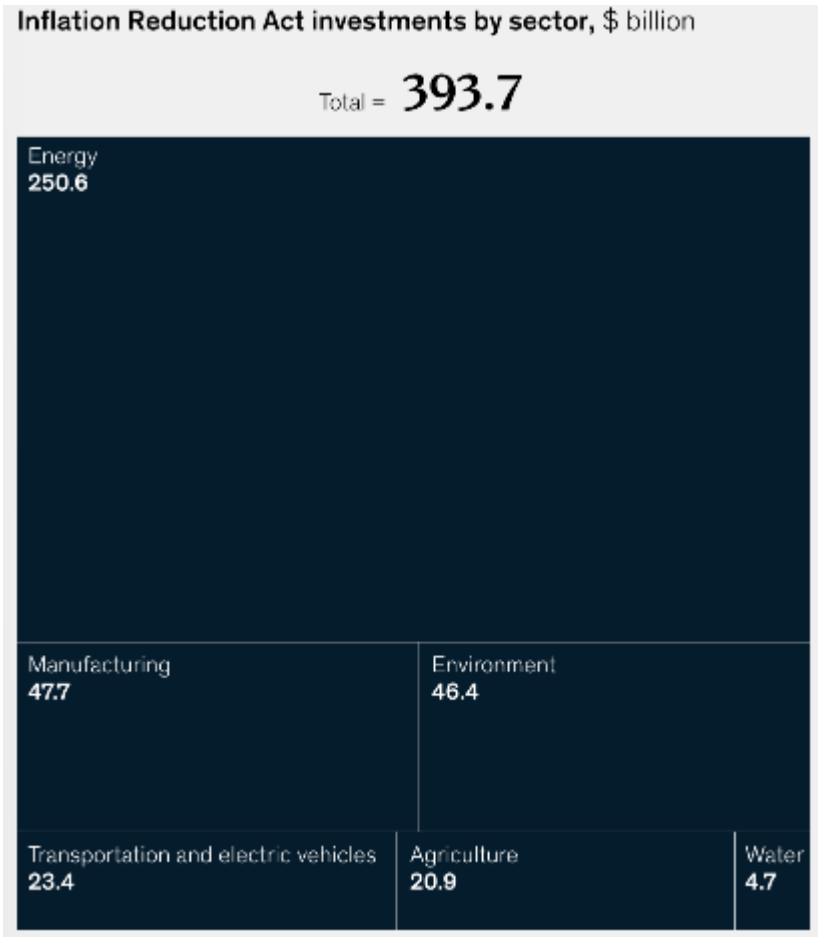 Inflation Reduction Act investments by sector, $ billion
Total = 393.7
Energy
250.6
Manufacturing
47.7
Environment
46.4
Transportation and electric vehicles
23.4
Agriculture
20.9
Water
4.7